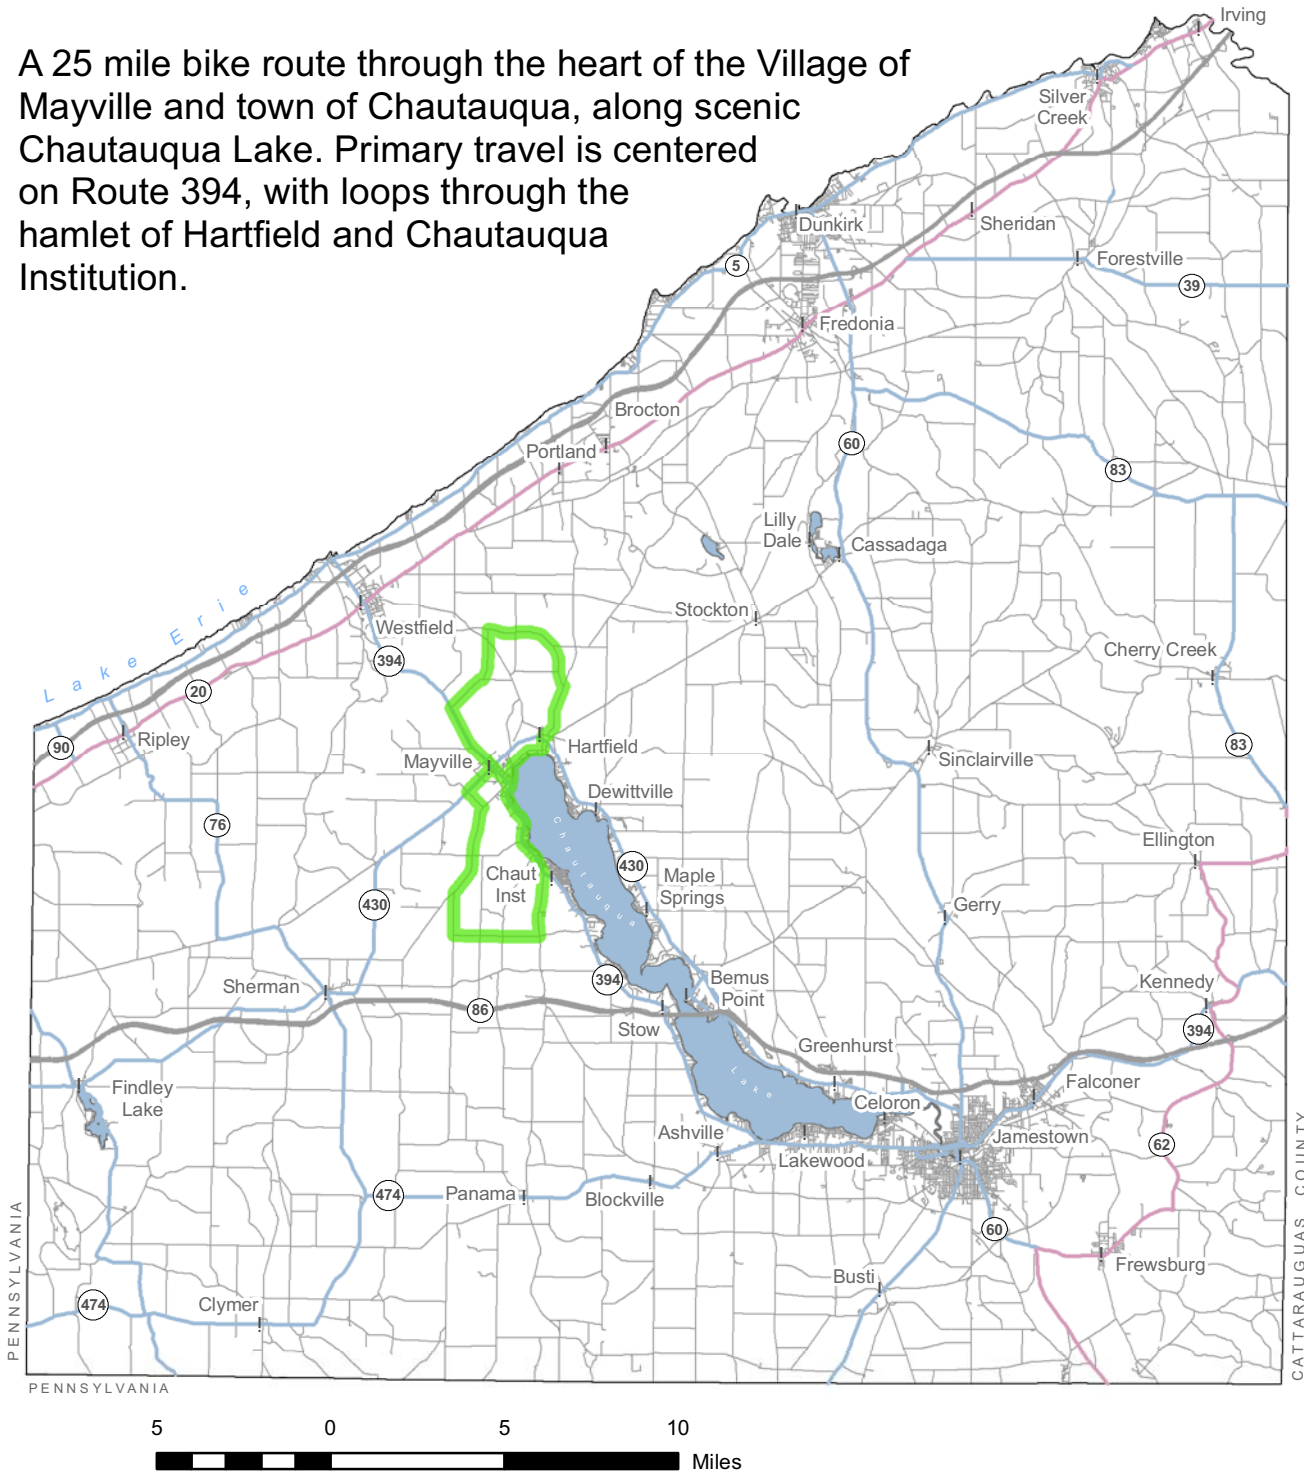 A 25 mile bike route through the heart of the Village of
Mayville and town of Chautauqua, along scenic
Chautauqua Lake. Primary travel is centered
on Route 394, with loops through the
hamlet of Hartfield and Chautauqua
Institution.
Irving
Silver
Creek
Dunkirk
Sheridan
5
Forestville
39
Fredonia
Brocton
60
Portland
83
Lilly
Dale
Cassadaga
Lake Erie
Stockton
Westfield
394
Cherry Creek
20
90
Ripley
Hartfield
83
Mayville
Sinclairville
Dewittville
76
Ellington
430
Chaut
Inst
Maple
Springs
Chautauqua
430
Gerry
394
Bemus
Point
Sherman
Kennedy
86
Stow
394
Greenhurst
Findley
Lake
Lake
Falconer
Celoron
Ashville
Jamestown
62
Lakewood
474
Panama
Blockville
60
Frewsburg
Busti
474
Clymer
PENNSYLVANIA
PENNSYLVANIA
CATTARAUGUAS COUNTY
5 0 5 10
Miles